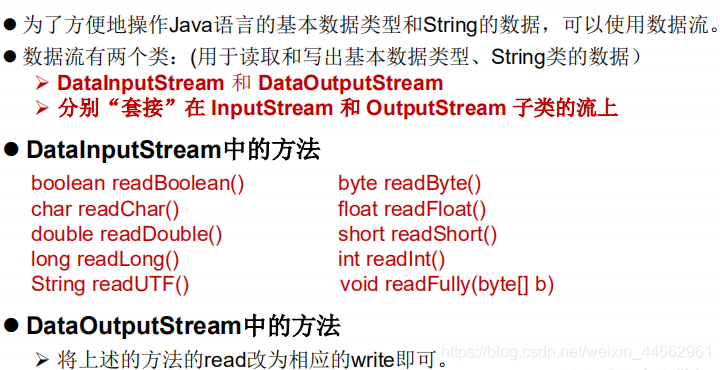 ● 为了方便地操作Java语言的基本数据类型和String的数据，可以使用数据流。
● 数据流有两个类：(用于读取和写出基本数据类型、String类的数据）
➢ DataInputStream 和 DataOutputStream
➢ 分别“套接”在 InputStream 和 OutputStream 子类的流上
● DataInputStream中的方法
boolean readBoolean() byte readByte()
char readChar() float readFloat()
double readDouble() short readShort()
long readLong() int readInt()
String readUTF() void readFully(byte[] b)
● DataOutputStream中的方法
➢ 将上述的方法的read改为相应的write即可。 https://blog.csdn.net/weixin_44662961